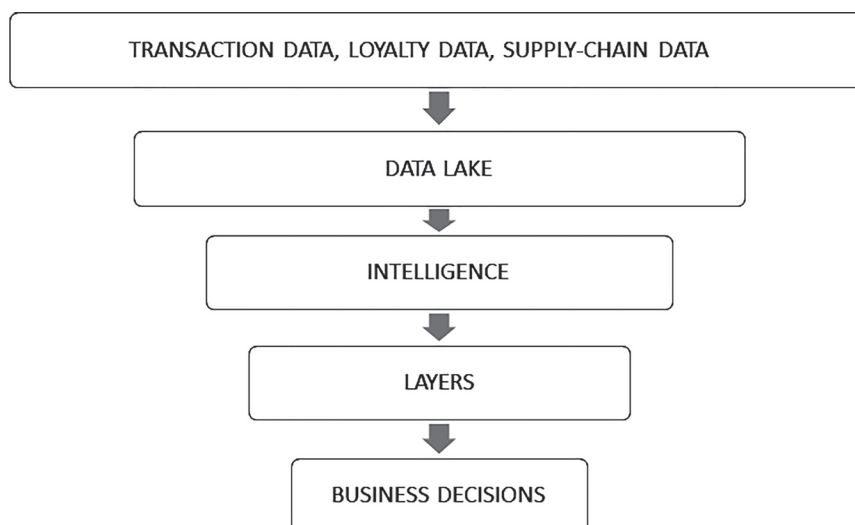 TRANSACTION DATA, LOYALTY DATA, SUPPLY-CHAIN DATA
DATA LAKE
INTELLIGENCE
LAYERS
BUSINESS DECISIONS